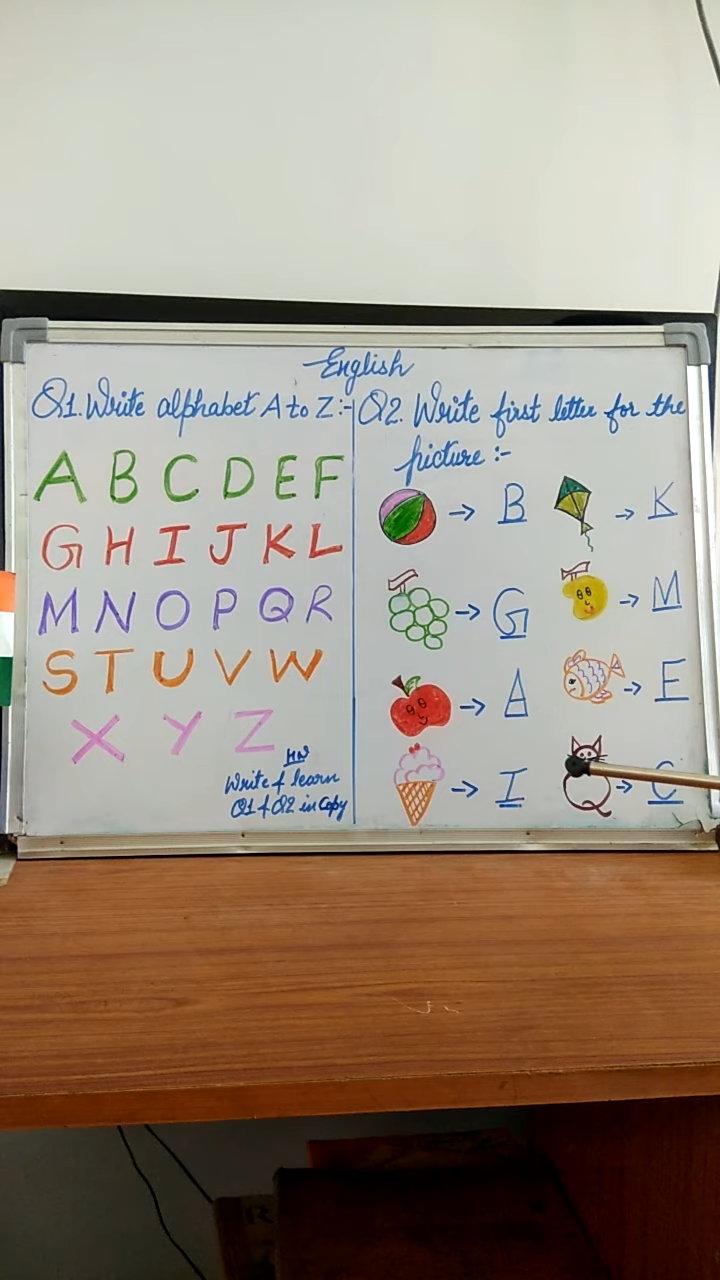 English
Q1. Write alphabet A to Z:-
A B C D E F
G H I J K L
M N O P Q R
S T U V W
X Y Z
HW
Write & learn
Q1 & Q2 in Copy
Q2. Write first letter for the
picture:-
→ B
→ K
→ G
→ M
→ A
→ F
→ I
→ C